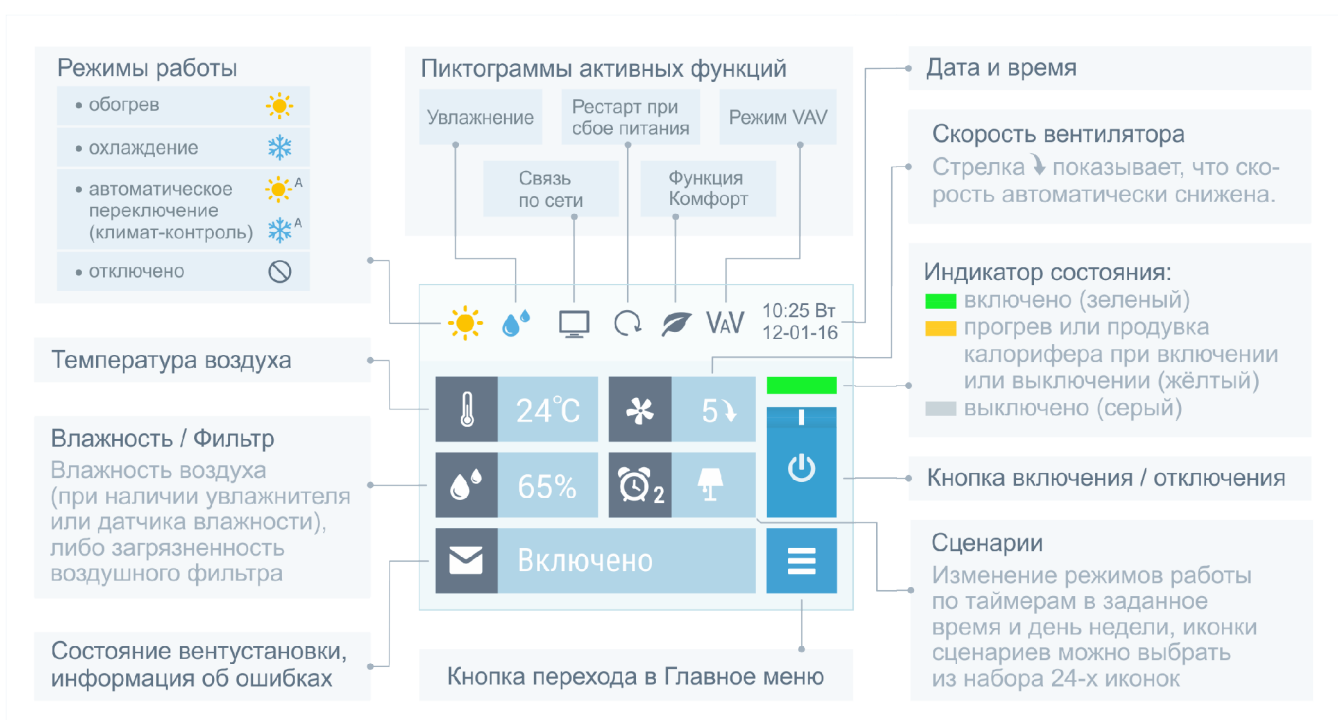 Режимы работы
• обогрев
• охлаждение
• автоматическое
переключение
(климат-контроль)
A
A
• отключено
Температура воздуха
Влажность / Фильтр
Влажность воздуха
(при наличии увлажнителя
или датчика влажности),
либо загрязненность
воздушного фильтра
Состояние вентустановки,
информация об ошибках
Пиктограммы активных функций
Увлажнение
Рестарт при
сбое питания
Режим VAV
Связь
по сети
Функция
Комфорт
VAV
10:25 Вт
12-01-16
24°C
5
65%
2
Включено
Кнопка перехода в Главное меню
Дата и время
Скорость вентилятора
Стрелка показывает, что ско-
рость автоматически снижена.
Индикатор состояния:
включено (зеленый)
прогрев или продувка
калорифера при включении
или выключении (жёлтый)
выключено (серый)
Кнопка включения / отключения
Сценарии
Изменение режимов работы
по таймерам в заданное
время и день недели, иконки
сценариев можно выбрать
из набора 24-х иконок